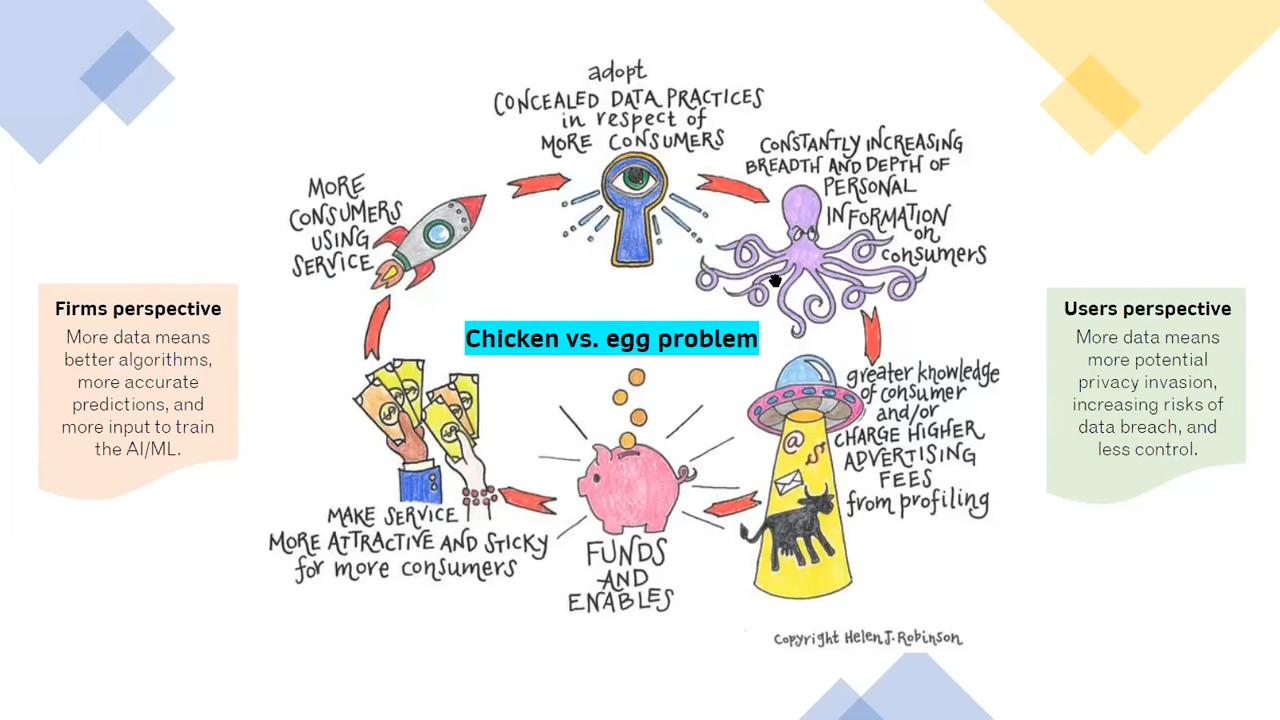 adopt
CONCEALED DATA PRACTICES
in respect of
MORE CONSUMERS
CONSTANTLY INCREASING
BREADTH AND DEPTH OF
PERSONAL
INFORMATION
on
consumers
greater knowledge
of consumer
and/or
CHARGE HIGHER
ADVERTISING
FEES
from profiling
@
$
FUNDS
AND
ENABLES
MAKE SERVICE
MORE ATTRACTIVE AND STICKY
for more consumers
$
$
MORE
CONSUMERS
USING
SERVICE
Chicken vs. egg problem
Firms perspective
More data means
better algorithms,
more accurate
predictions, and
more input to train
the AI/ML.
Users perspective
More data means
more potential
privacy invasion,
increasing risks of
data breach, and
less control.
Copyright Helen J. Robinson